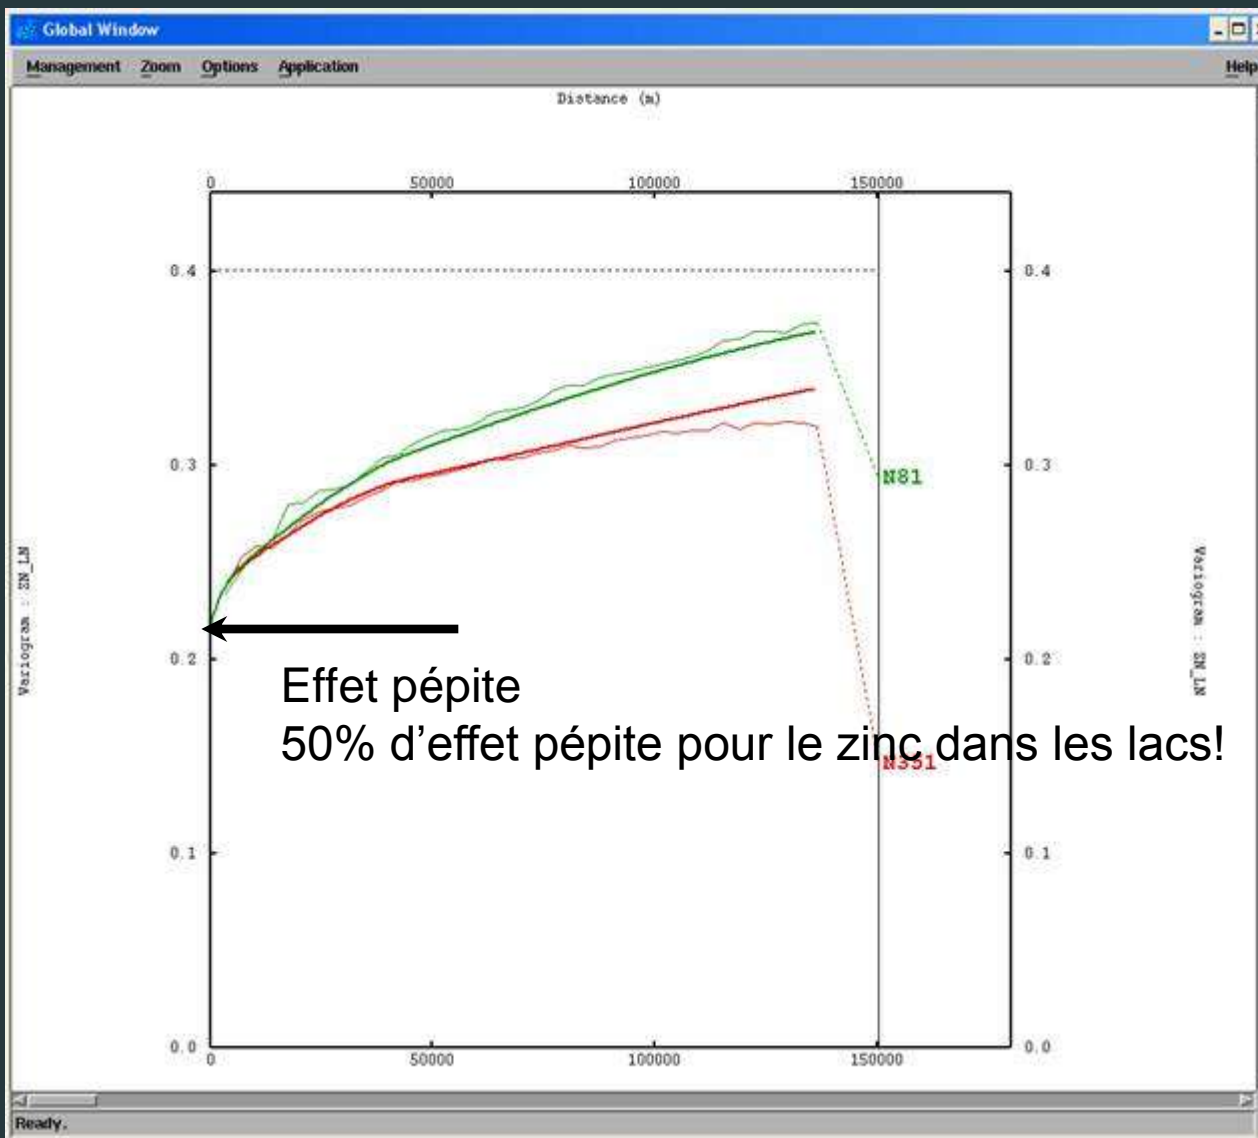 Global Window
Management Zoom Options Application Help
Distance (m)
0 50000 100000 150000
0.4 0.4
0.3 0.3
N81
Variogram : ZN_LN
Variogram : ZN_LN
0.2 0.2
Effet pépite
50% d'effet pépite pour le zinc dans les lacs!
N351
0.1 0.1
0.0 0.0
0 50000 100000 150000
Ready.